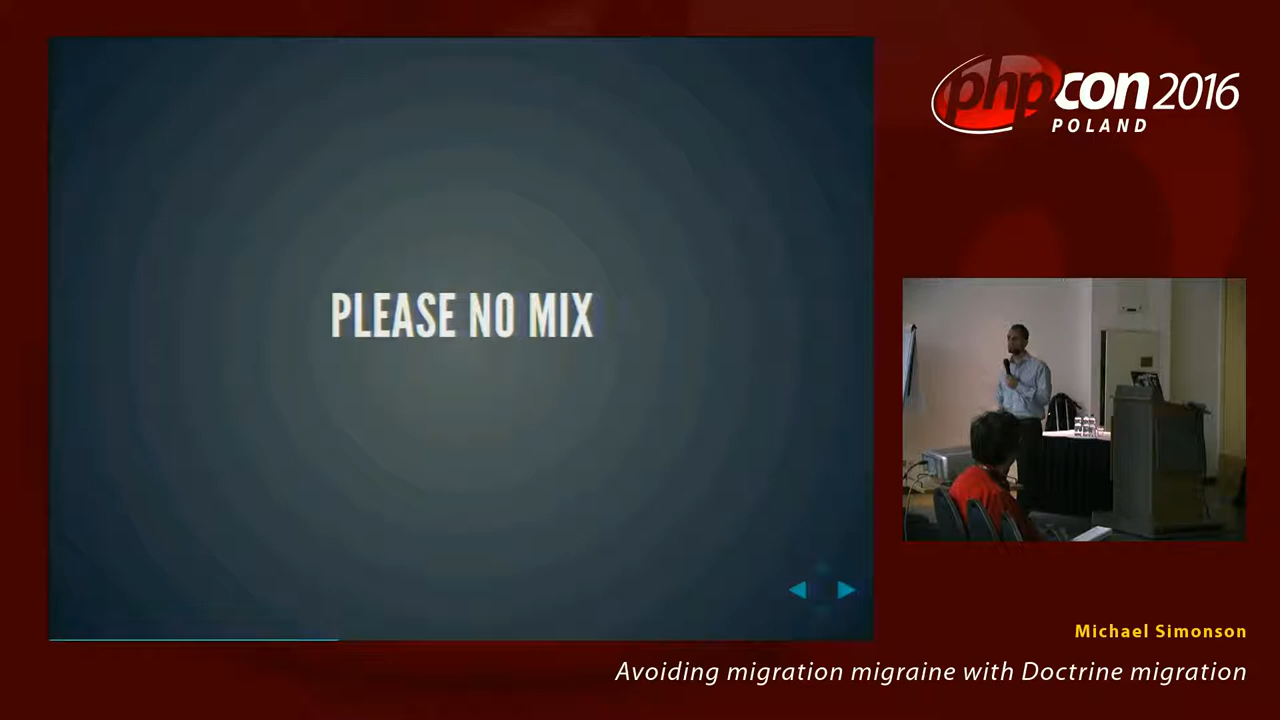 PLEASE NO MIX
phpcon 2016
POLAND
Michael Simonson
Avoiding migration migraine with Doctrine migration